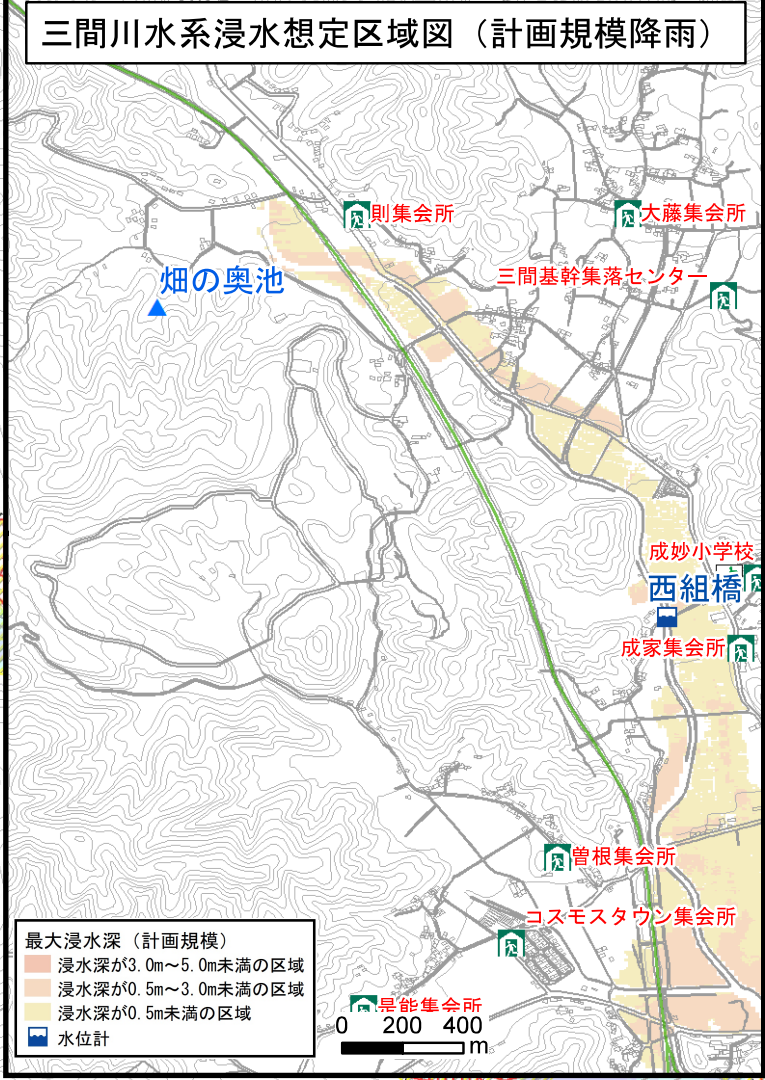 三間川水系浸水想定区域図（計画規模降雨）
則集会所
大藤集会所
三間基幹集落センター
畑の奥池
成妙小学校
西組橋
成家集会所
曽根集会所
コスモスタウン集会所
是能集会所
最大浸水深（計画規模）
浸水深が3.0m～5.0m未満の区域
浸水深が0.5m～3.0m未満の区域
浸水深が0.5m未満の区域
水位計
0 200 400
m